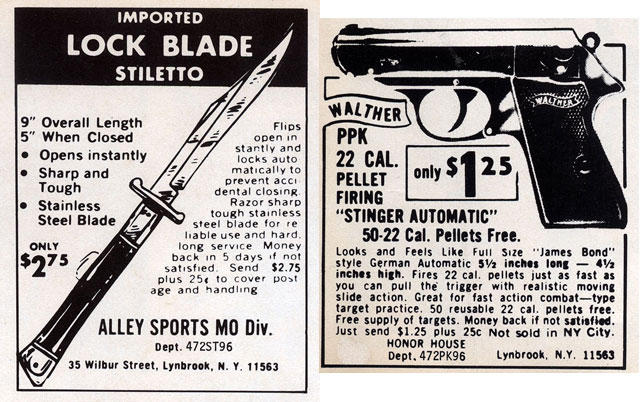 IMPORTED
LOCK BLADE
STILETTO
9" Overall Length
5" When Closed
• Opens instantly
• Sharp and
Tough
• Stainless
Steel Blade
ONLY
$2.75
Flips
open in
stantly and
locks auto
matically to
prevent acci
dental closing.
Razor sharp
tough stainless
steel blade for re
liable use and hard,
long service Money
back in 5 days if not
satisfied. Send $2.75
plus 25¢ to cover post
age and handling
ALLEY SPORTS MO Div.
Dept. 472ST96
35 Wilbur Street, Lynbrook, N. Y. 11563
WALTHER
WALTHER
PPK
22 CAL.
PELLET
FIRING
only $1 25
"STINGER AUTOMATIC"
50-22 Cal. Pellets Free.
Looks and Feels Like Full Size "James Bond"
style German Automatic 5½ inches long — 4½
inches high. Fires 22 cal. pellets just as fast as
you can pull the trigger with realistic moving
slide action. Great for fast action combat—type
target practice. 50 reusable 22 cal. pellets free.
Free supply of targets. Money back if not satisfied.
Just send $1.25 plus 25c Not sold in NY City.
HONOR HOUSE
Dept. 472PK96 Lynbrook, N.Y. 11563